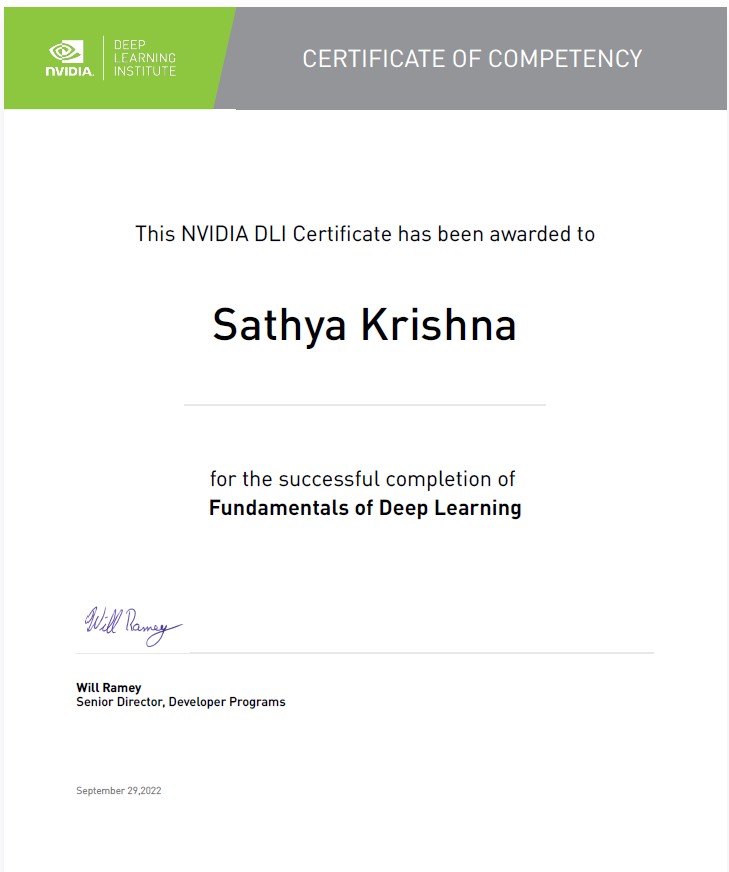 NVIDIA.
DEEP
LEARNING
INSTITUTE
CERTIFICATE OF COMPETENCY
This NVIDIA DLI Certificate has been awarded to
Sathya Krishna
for the successful completion of
Fundamentals of Deep Learning
Will Ramey
Will Ramey
Senior Director, Developer Programs
September 29,2022